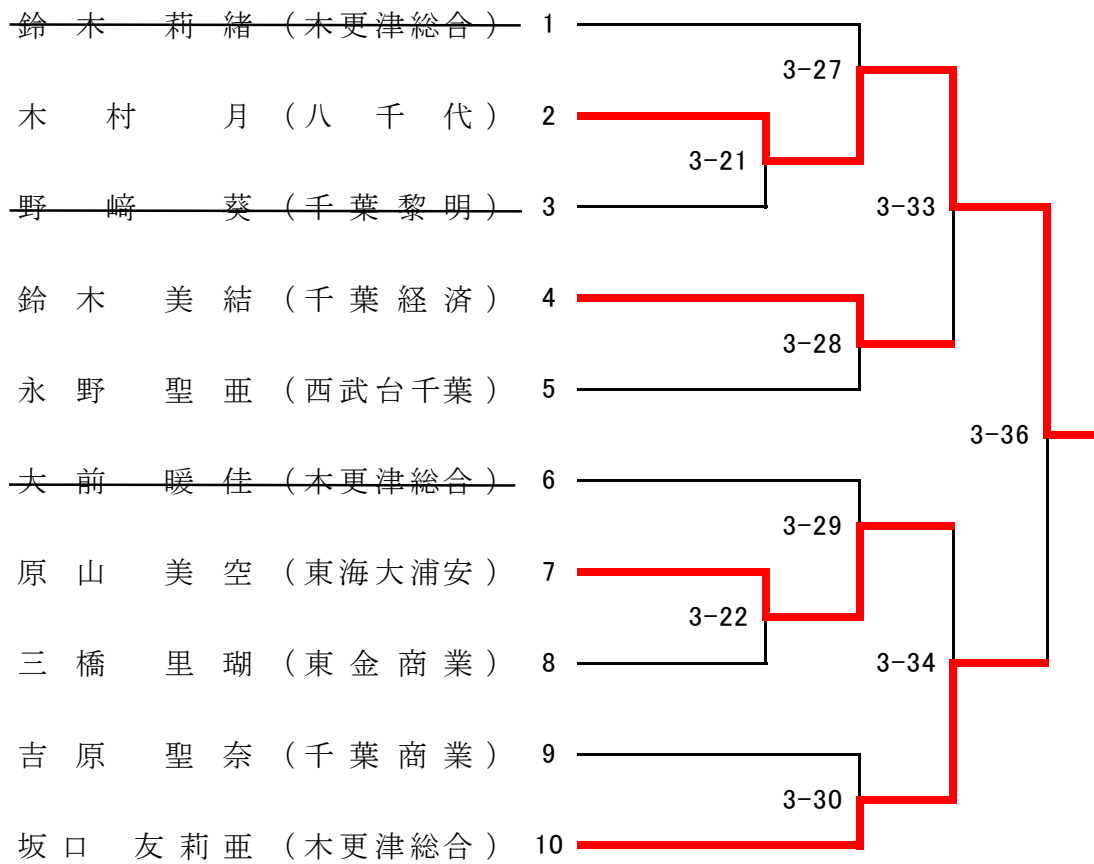 鈴木 莉緒 (木更津総合) 1
3-27
木村 月 (八千代) 2
3-21
野﨑 葵 (千葉黎明) 3
3-33
鈴木 美結 (千葉経済) 4
3-28
永野 聖亜 (西武台千葉) 5
3-36
大前 暖佳 (木更津総合) 6
3-29
原山 美空 (東海大浦安) 7
3-22
三橋 里瑚 (東金商業) 8
3-34
吉原 聖奈 (千葉商業) 9
3-30
坂口 友莉亜 (木更津総合) 10